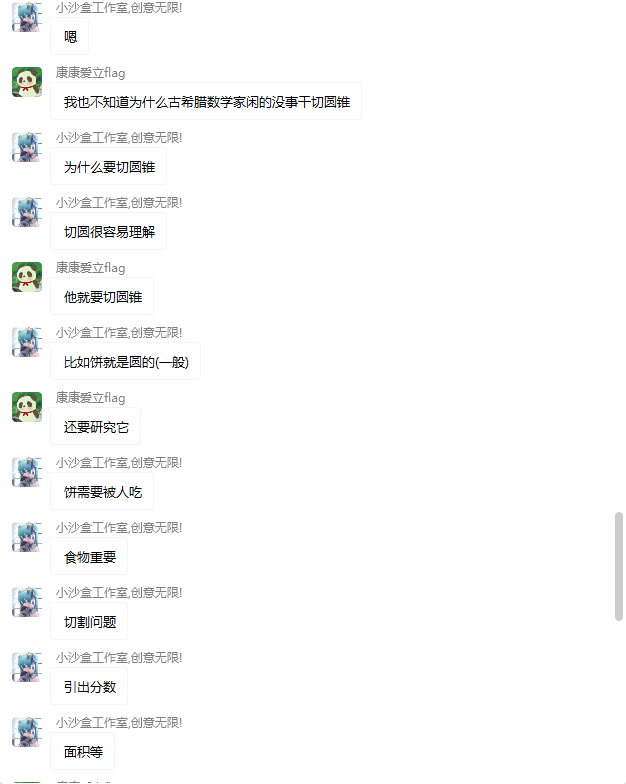 小沙盒工作室,创意无限!
嗯
康康爱立flag
我也不知道为什么古希腊数学家闲的没事干切圆锥
小沙盒工作室,创意无限!
为什么要切圆锥
小沙盒工作室,创意无限!
切圆很容易理解
康康爱立flag
他就要切圆锥
小沙盒工作室,创意无限!
比如饼就是圆的(一般)
康康爱立flag
还要研究它
小沙盒工作室,创意无限!
饼需要被人吃
小沙盒工作室,创意无限!
食物重要
小沙盒工作室,创意无限!
切割问题
小沙盒工作室,创意无限!
引出分数
小沙盒工作室,创意无限!
面积等